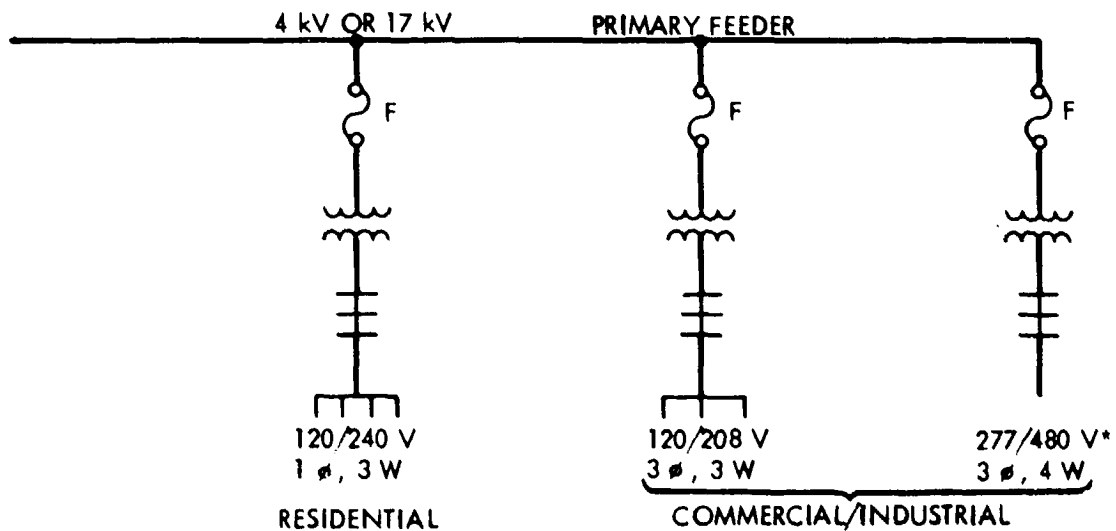 4 kV OR 17 kV PRIMARY FEEDER
F F F
120/240 V 120/208 V 277/480 V*
1 ø, 3 W 3 ø, 3 W 3 ø, 4 W
RESIDENTIAL COMMERCIAL/INDUSTRIAL